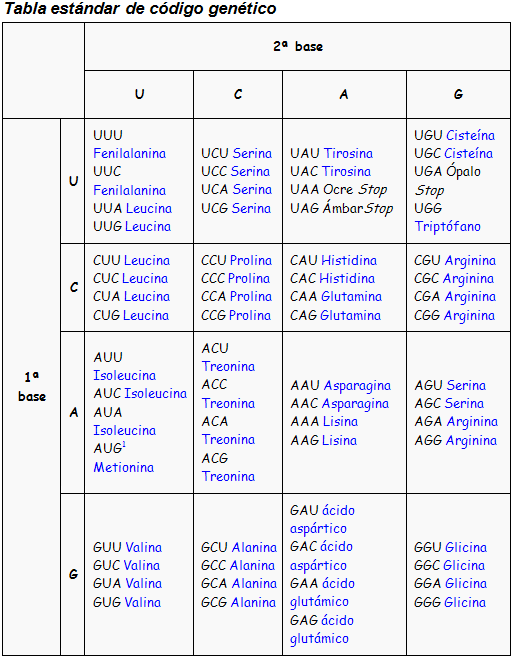 Tabla estándar de código genético
2ª base
U
C
A
G
1ª
base
U
UUU
Fenilalanina
UUC
Fenilalanina
UUA Leucina
UUG Leucina
UCU Serina
UCC Serina
UCA Serina
UCG Serina
UAU Tirosina
UAC Tirosina
UAA Ocre Stop
UAG ÁmbarStop
UGU Cisteína
UGC Cisteína
UGA Ópalo
Stop
UGG
Triptófano
C
CUU Leucina
CUC Leucina
CUA Leucina
CUG Leucina
CCU Prolina
CCC Prolina
CCA Prolina
CCG Prolina
CAU Histidina
CAC Histidina
CAA Glutamina
CAG Glutamina
CGU Arginina
CGC Arginina
CGA Arginina
CGG Arginina
A
AUU
Isoleucina
AUC Isoleucina
AUA
Isoleucina
AUG¹
Metionina
ACU
Treonina
ACC
Treonina
ACA
Treonina
ACG
Treonina
AAU Asparagina
AAC Asparagina
AAA Lisina
AAG Lisina
AGU Serina
AGC Serina
AGA Arginina
AGG Arginina
G
GUU Valina
GUC Valina
GUA Valina
GUG Valina
GCU Alanina
GCC Alanina
GCA Alanina
GCG Alanina
GAU ácido
aspártico
GAC ácido
aspártico
GAA ácido
glutámico
GAG ácido
glutámico
GGU Glicina
GGC Glicina
GGA Glicina
GGG Glicina